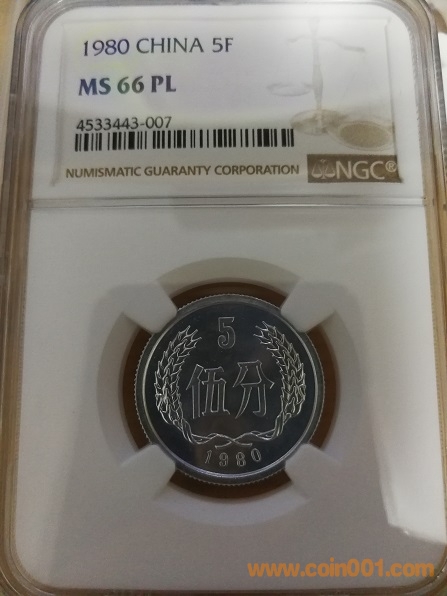 1980 CHINA 5F
MS 66 PL
4533443-007
NUMISMATIC GUARANTY CORPORATION
NGC®
5
伍分
1980
www.coin001.com